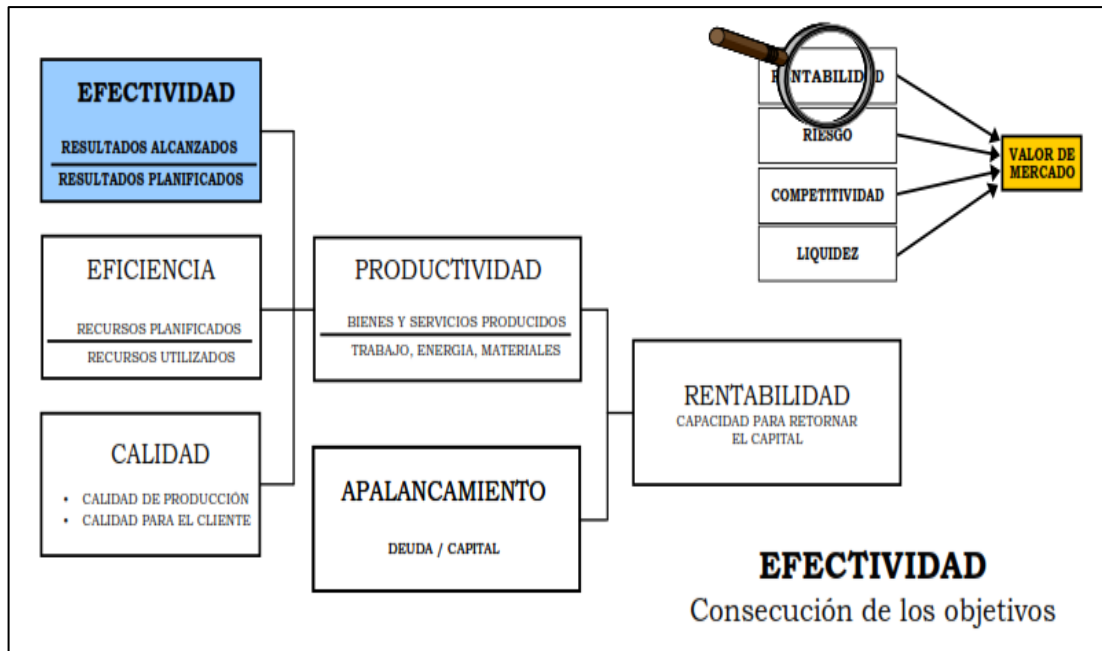 EFECTIVIDAD
RESULTADOS ALCANZADOS
RESULTADOS PLANIFICADOS
EFICIENCIA
RECURSOS PLANIFICADOS
RECURSOS UTILIZADOS
CALIDAD
• CALIDAD DE PRODUCCIÓN
• CALIDAD PARA EL CLIENTE
PRODUCTIVIDAD
BIENES Y SERVICIOS PRODUCIDOS
TRABAJO, ENERGIA, MATERIALES
APALANCAMIENTO
DEUDA / CAPITAL
RENTABILIDAD
CAPACIDAD PARA RETORNAR
EL CAPITAL
RENTABILIDAD
RIESGO
COMPETITIVIDAD
LIQUIDEZ
VALOR DE
MERCADO
EFECTIVIDAD
Consecución de los objetivos